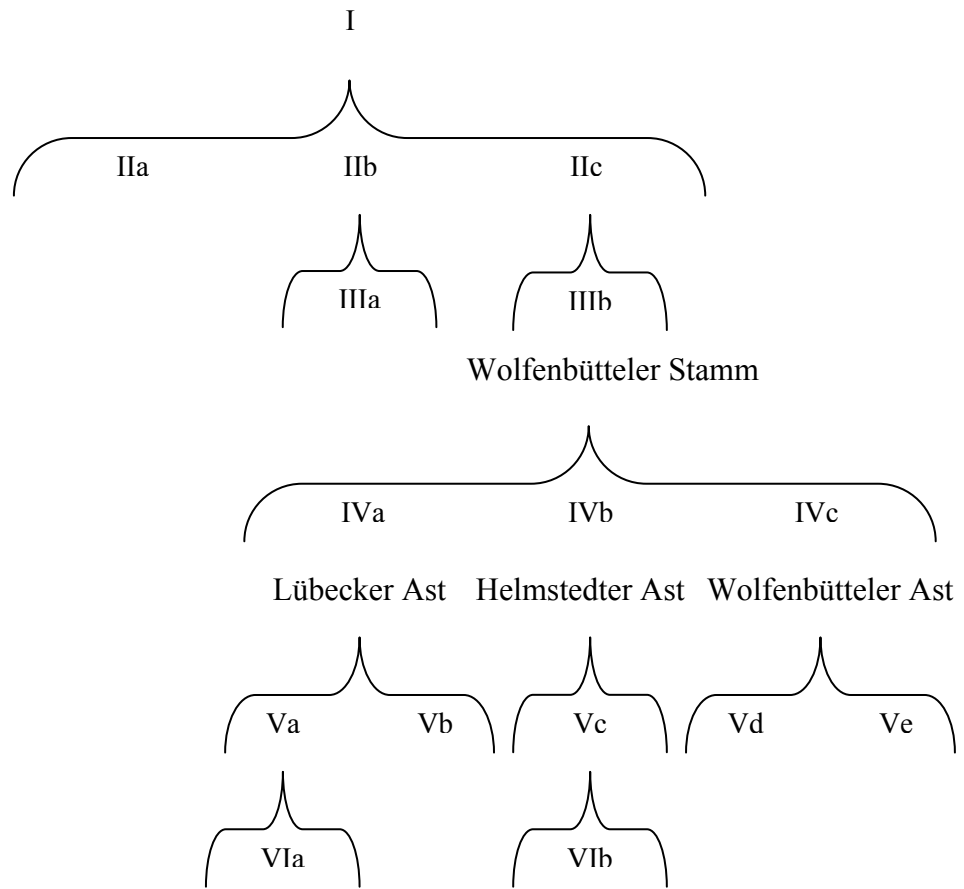 I
IIa IIb IIc
IIIa IIIb
Wolfenbütteler Stamm
IVa IVb IVc
Lübecker Ast Helmstedter Ast Wolfenbütteler Ast
Va Vb Vc Vd Ve
VIa VIb